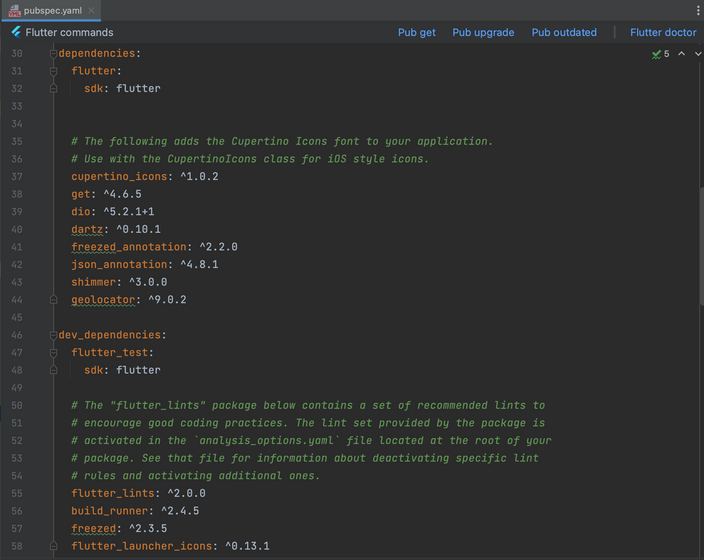 pubspec.yaml
Flutter commands Pub get Pub upgrade Pub outdated Flutter doctor
30 dependencies: 5
31 flutter:
32 sdk: flutter
33
34
35 # The following adds the Cupertino Icons font to your application.
36 # Use with the CupertinoIcons class for iOS style icons.
37 cupertino_icons: ^1.0.2
38 get: ^4.6.5
39 dio: ^5.2.1+1
40 dartz: ^0.10.1
41 freezed_annotation: ^2.2.0
42 json_annotation: ^4.8.1
43 shimmer: ^3.0.0
44 geolocator: ^9.0.2
45
46 dev_dependencies:
47 flutter_test:
48 sdk: flutter
49
50 # The "flutter_lints" package below contains a set of recommended lints to
51 # encourage good coding practices. The lint set provided by the package is
52 # activated in the `analysis_options.yaml` file located at the root of your
53 # package. See that file for information about deactivating specific lint
54 # rules and activating additional ones.
55 flutter_lints: ^2.0.0
56 build_runner: ^2.4.5
57 freezed: ^2.3.5
58 flutter_launcher_icons: ^0.13.1